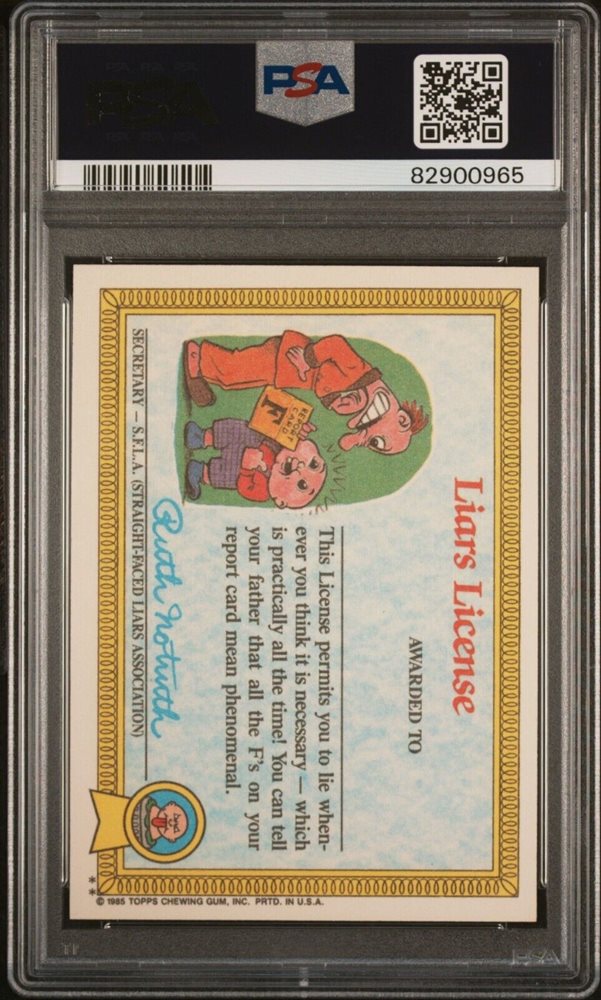 PSA
82900965
Liars License
AWARDED TO
This License permits you to lie when-
ever you think it is necessary — which
is practically all the time! You can tell
your father that all the F's on your
report card mean phenomenal.
REPORT
CARD
F
Ruth Notruth
SECRETARY — S.F.L.A. (STRAIGHT-FACED LIARS ASSOCIATION)
** © 1985 TOPPS CHEWING GUM, INC. PRTD. IN U.S.A.
PSA